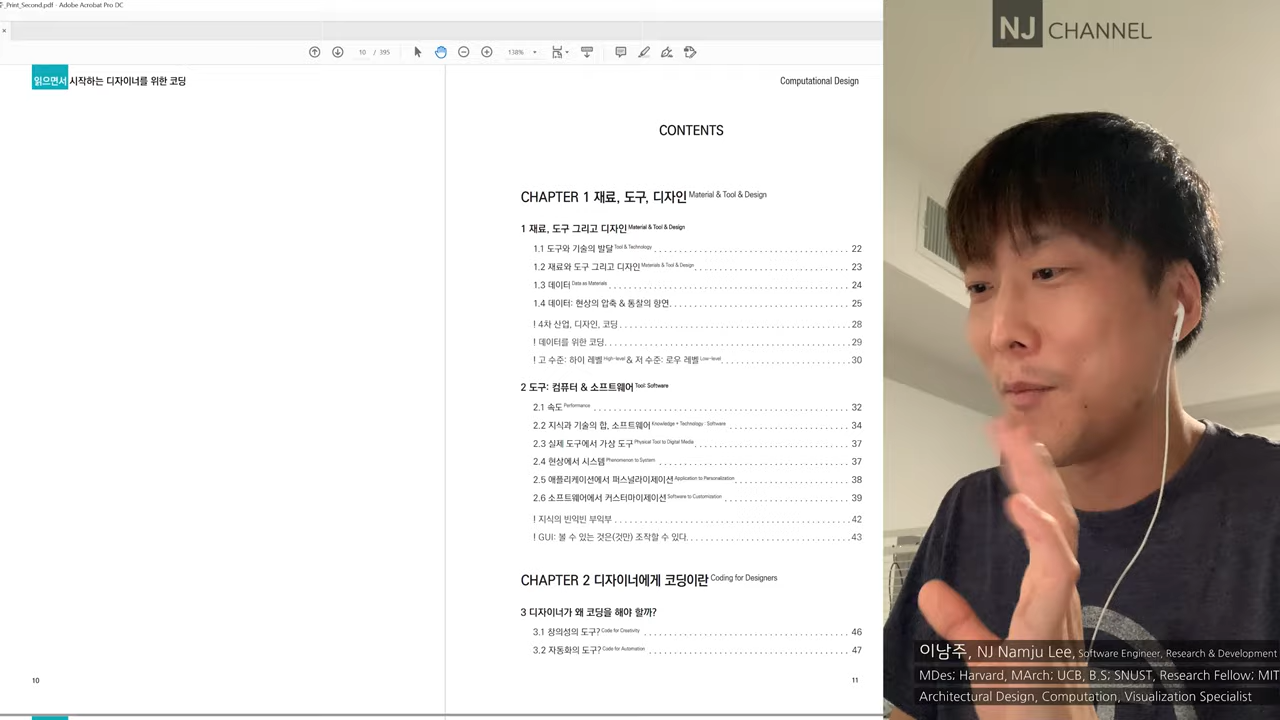 _Print_Second.pdf - Adobe Acrobat Pro DC
10 / 395
138%
읽으면서 시작하는 디자이너를 위한 코딩
Computational Design
CONTENTS
CHAPTER 1 재료, 도구, 디자인 Material & Tool & Design
1 재료, 도구 그리고 디자인 Material & Tool & Design
1.1 도구와 기술의 발달 Tool & Technology 22
1.2 재료와 도구 그리고 디자인 Materials & Tool & Design 23
1.3 데이터 Data as Materials 24
1.4 데이터: 현상의 압축 & 통찰의 향연 25
! 4차 산업, 디자인, 코딩 28
! 데이터를 위한 코딩 29
! 고 수준: 하이 레벨 High-level & 저 수준: 로우 레벨 Low-level 30
2 도구: 컴퓨터 & 소프트웨어 Tool: Software
2.1 속도 Performance 32
2.2 지식과 기술의 합, 소프트웨어 Knowledge + Technology : Software 34
2.3 실제 도구에서 가상 도구 Physical Tool to Digital Media 37
2.4 현상에서 시스템 Phenomenon to System 37
2.5 애플리케이션에서 퍼스널라이제이션 Application to Personalization 38
2.6 소프트웨어에서 커스터마이제이션 Software to Customization 39
! 지식의 빈익빈 부익부 42
! GUI: 볼 수 있는 것은(것만) 조작할 수 있다. 43
CHAPTER 2 디자이너에게 코딩이란 Coding for Designers
3 디자이너가 왜 코딩을 해야 할까?
3.1 창의성의 도구? Code for Creativity 46
3.2 자동화의 도구? Code for Automation 47
10
11
NJ CHANNEL
이남주, NJ Namju Lee, Software Engineer, Research & Development
MDes; Harvard, MArch; UCB, B.S; SNUST, Research Fellow; MIT
Architectural Design, Computation, Visualization Specialist